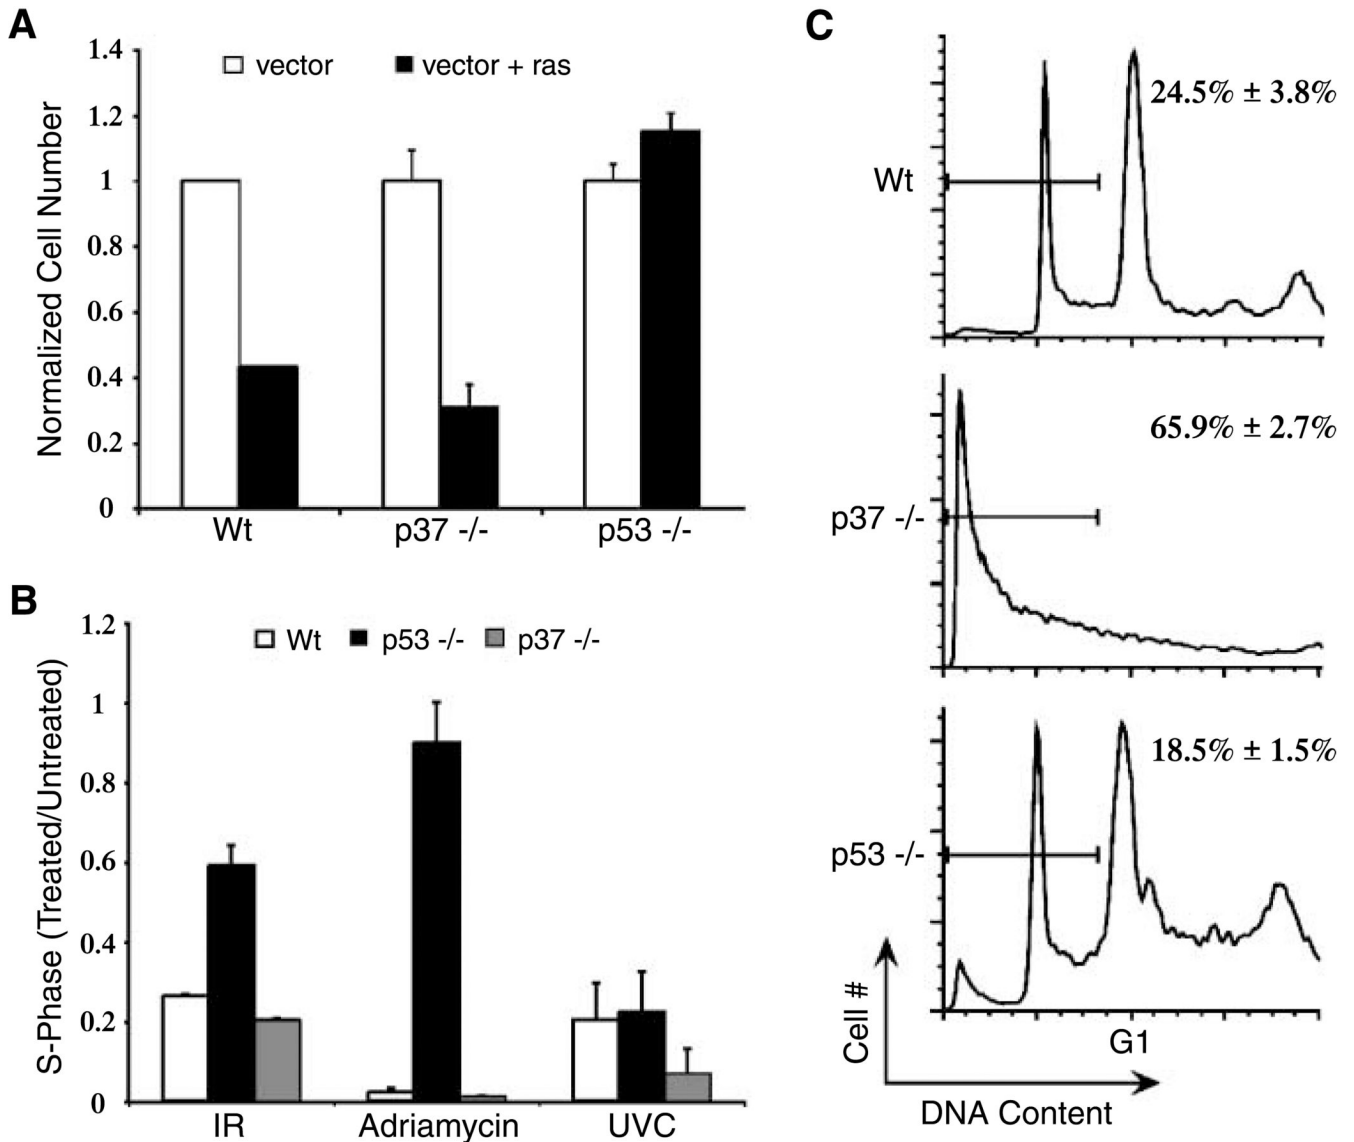 A
1.4
1.2
1
0.8
0.6
0.4
0.2
0
Normalized Cell Number
vector
vector + ras
Wt
p37 -/-
p53 -/-
B
1.2
1
0.8
0.6
0.4
0.2
0
S-Phase (Treated/Untreated)
Wt
p53 -/-
p37 -/-
IR
Adriamycin
UVC
C
24.5% ± 3.8%
Wt
65.9% ± 2.7%
p37 -/-
18.5% ± 1.5%
p53 -/-
Cell #
G1
DNA Content